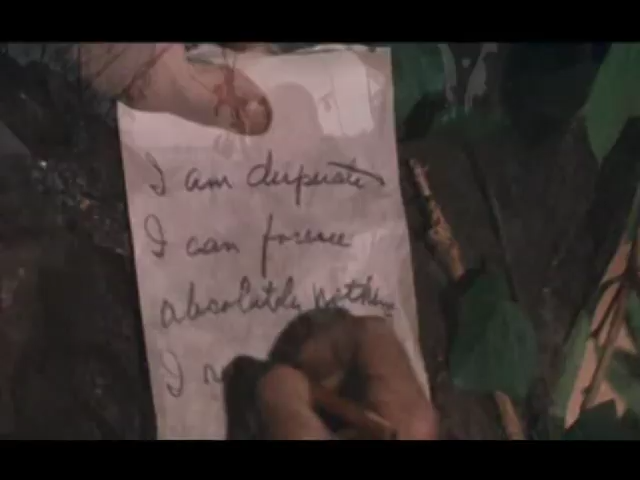 I am desperate
I can foresee
absolutely nothing
I